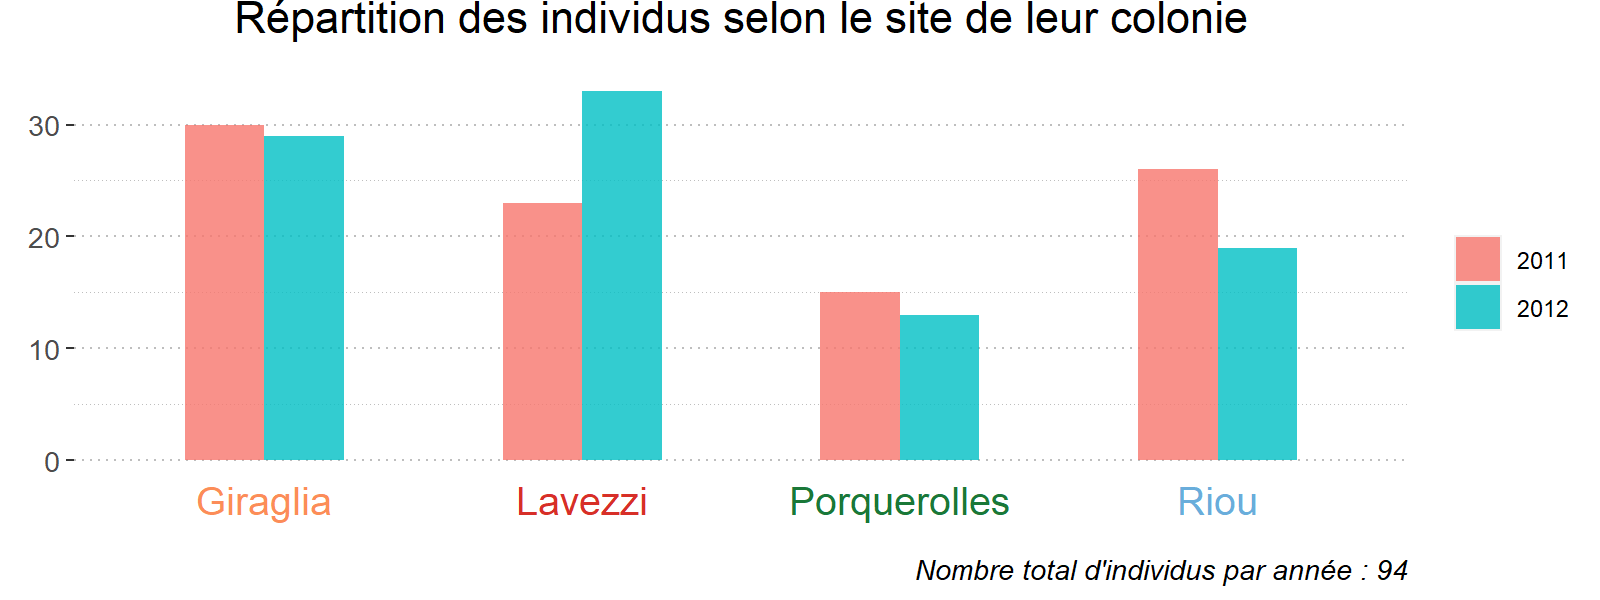 Répartition des individus selon le site de leur colonie
30
20
10
0
Giraglia Lavezzi Porquerolles Riou
2011
2012
Nombre total d'individus par année : 94